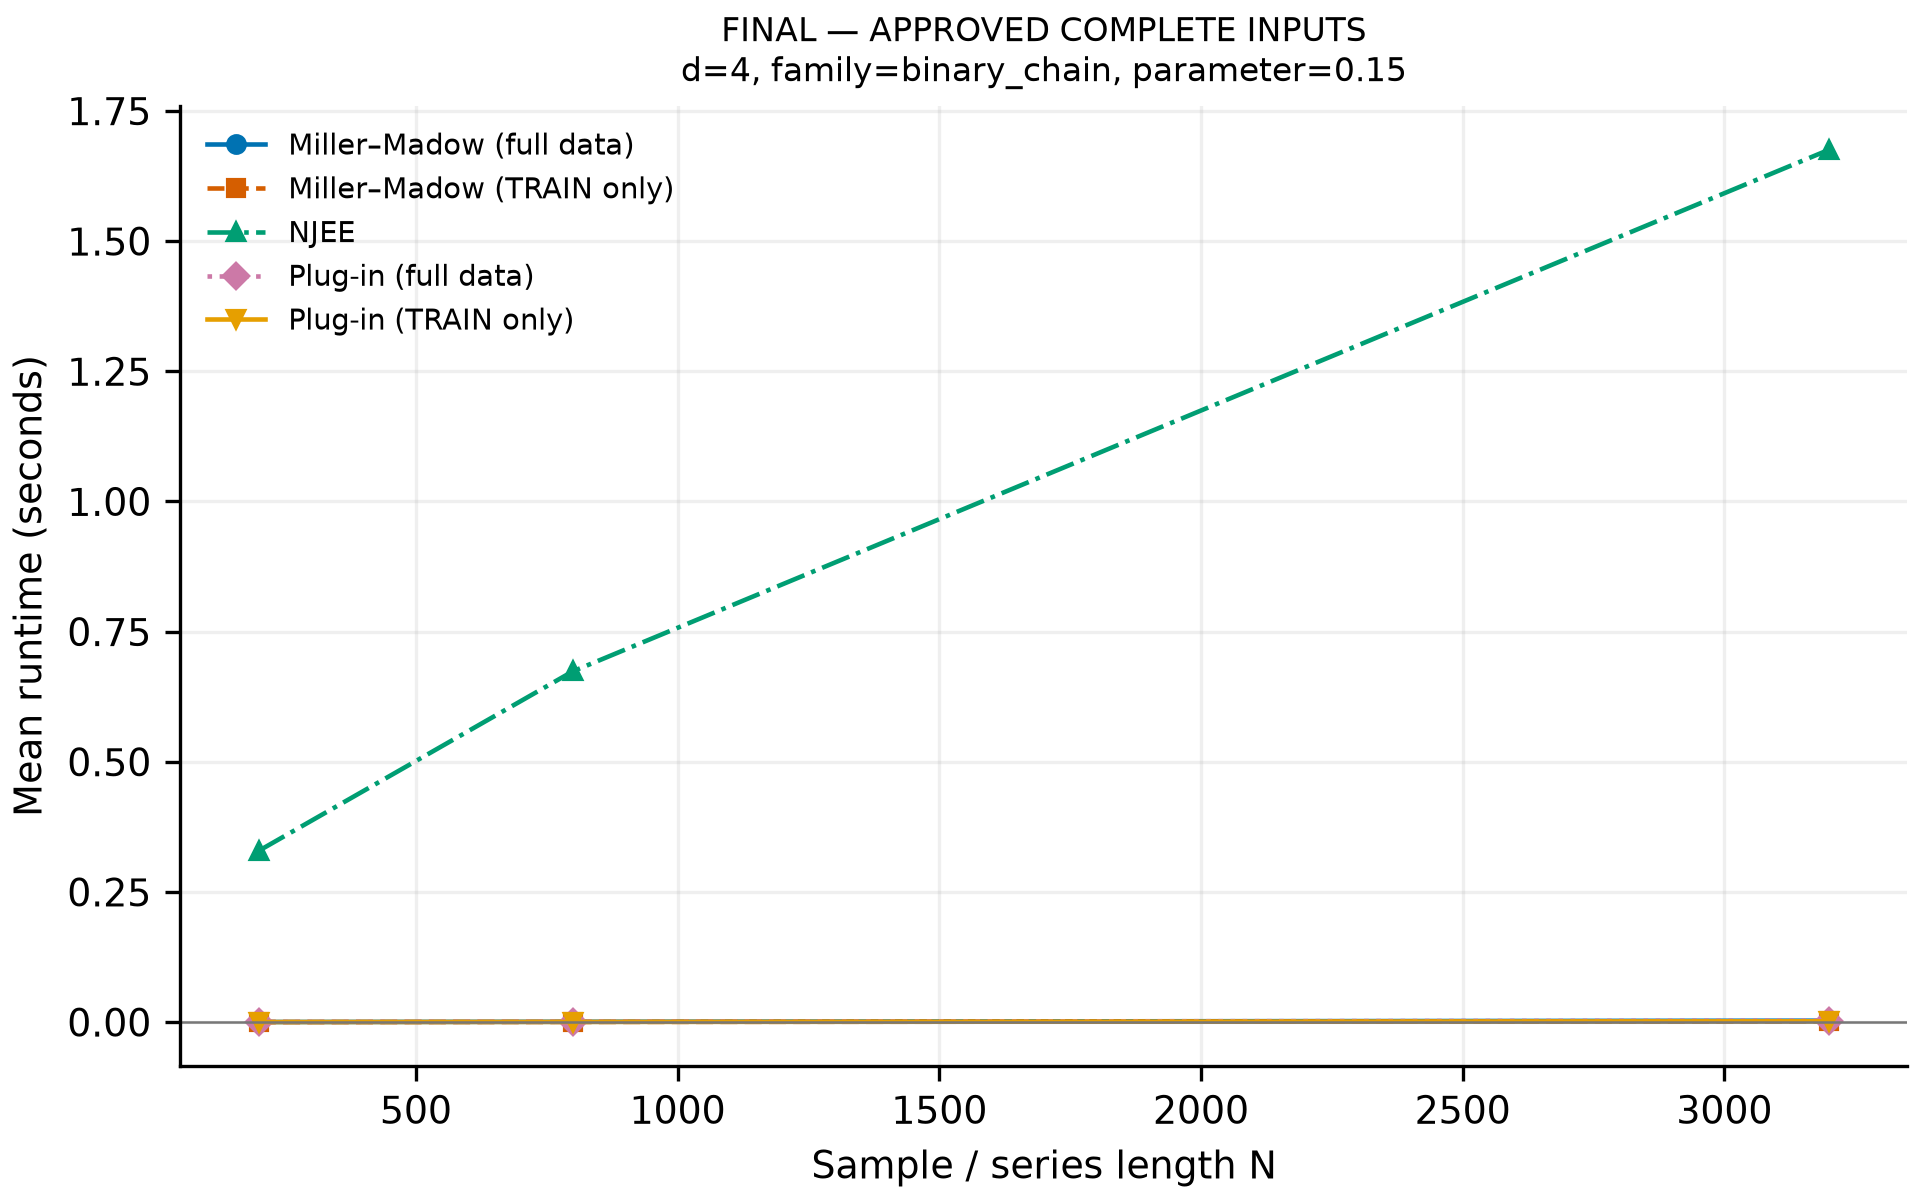 FINAL — APPROVED COMPLETE INPUTS
d=4, family=binary_chain, parameter=0.15
Miller–Madow (full data)
Miller–Madow (TRAIN only)
NJEE
Plug-in (full data)
Plug-in (TRAIN only)
Mean runtime (seconds)
1.75
1.50
1.25
1.00
0.75
0.50
0.25
0.00
500 1000 1500 2000 2500 3000
Sample / series length N